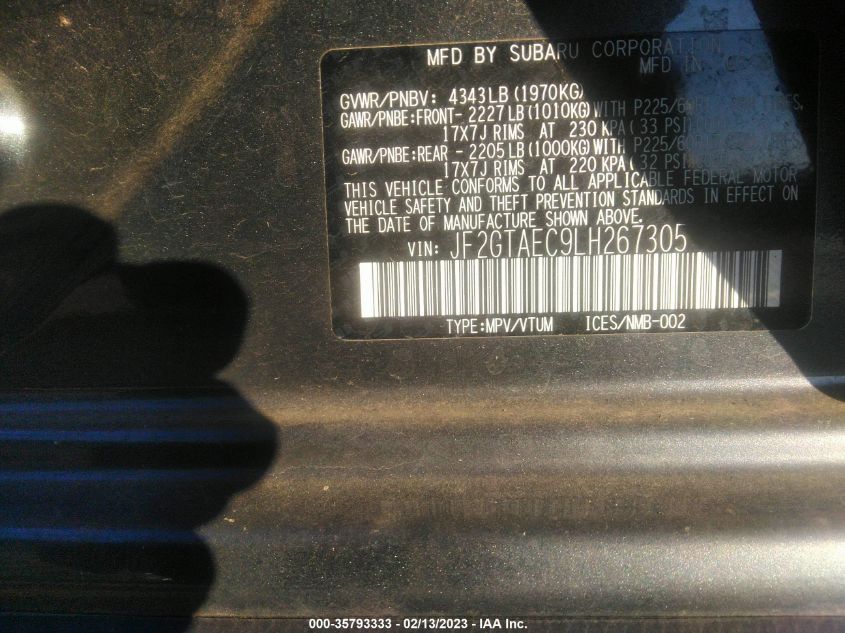 MFD BY SUBARU CORPORATION
MFD IN
GVWR/PNBV: 4343LB (1970KG)
GAWR/PNBE:FRONT- 2227LB (1010KG) WITH P225/ TIRES,
17X7J RIMS AT 230 KPA ( 33 PSI
GAWR/PNBE:REAR - 2205LB (1000KG) WITH P225/
17X7J RIMS AT 220 KPA ( 32 PSI
THIS VEHICLE CONFORMS TO ALL APPLICABLE FEDERAL MOTOR
VEHICLE SAFETY AND THEFT PREVENTION STANDARDS IN EFFECT ON
THE DATE OF MANUFACTURE SHOWN ABOVE.
VIN: JF2GTAEC9LH267305
TYPE:MPV/VTUM ICES/NMB-002
000-35793333 - 02/13/2023 - IAA Inc.